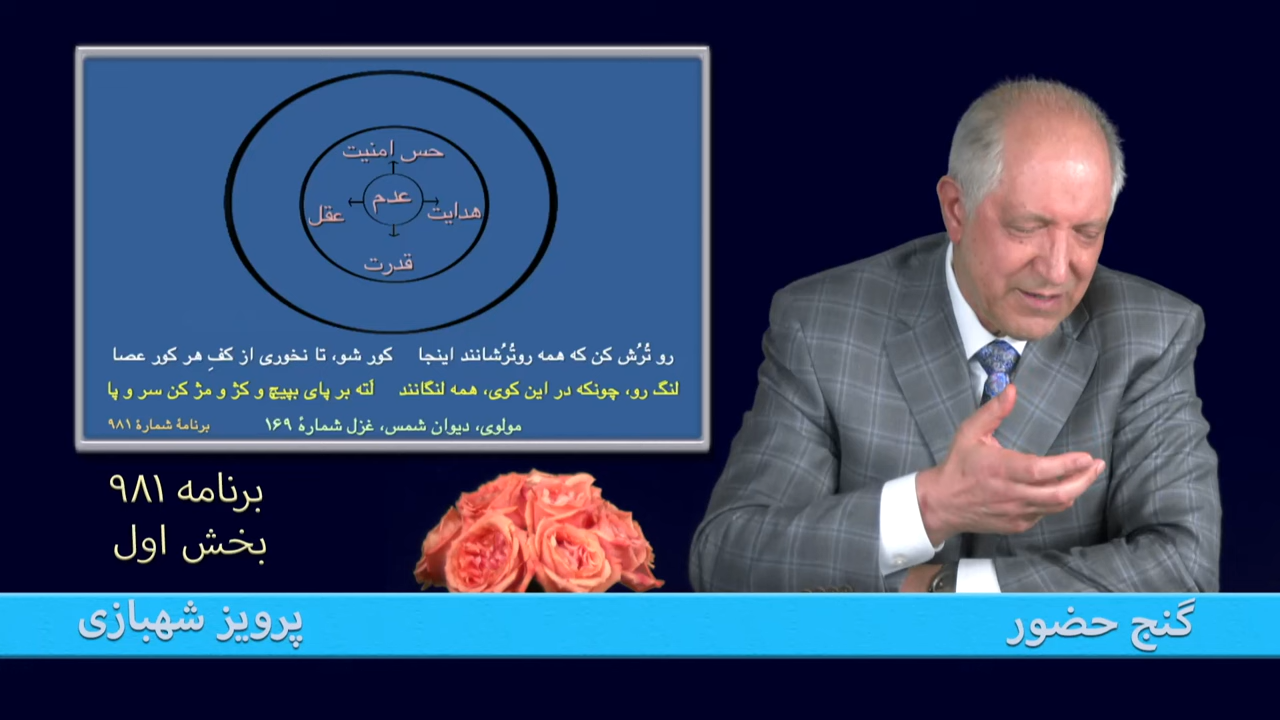 حس امنیت
عدم
هدایت
عقل
قدرت
رو تُرُش کن که همه روتُرُشانند اینجا    کور شو، تا نخوری از کفِ هر کور عصا
لنگ رو، چونکه در این کوی، همه لنگانند    لَته بر پای بپیچ و کژ و مژ کن سر و پا
مولوی، دیوان شمس، غزل شمارهٔ ۱۶۹
برنامهٔ شمارهٔ ۹۸۱
برنامه ۹۸۱
بخش اول
گنج حضور
پرویز شهبازی